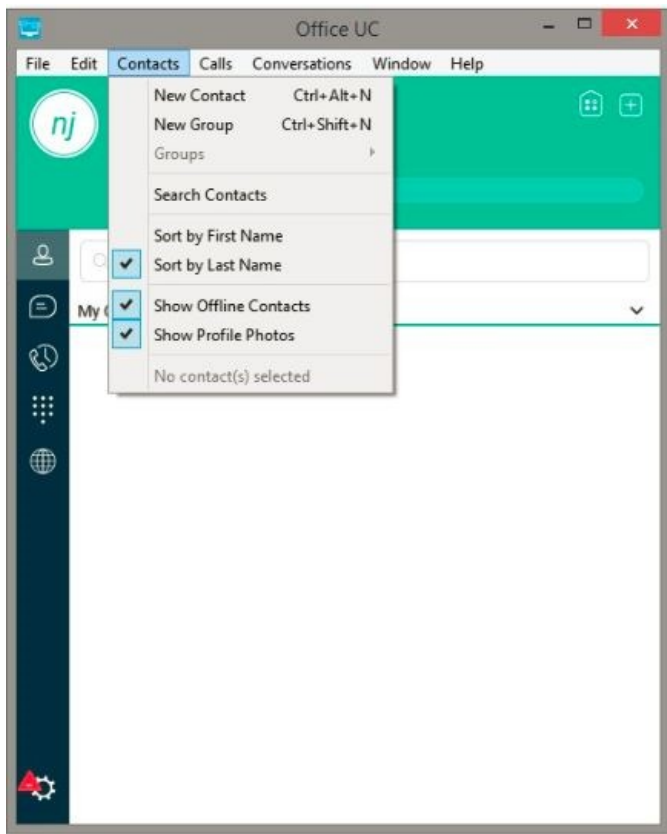 Office UC
File Edit Contacts Calls Conversations Window Help
nj
New Contact Ctrl+Alt+N
New Group Ctrl+Shift+N
Groups
Search Contacts
Sort by First Name
Sort by Last Name
My
Show Offline Contacts
Show Profile Photos
No contact(s) selected